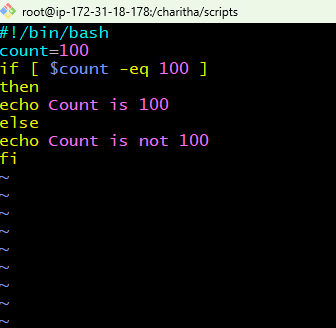 root@ip-172-31-18-178:/charitha/scripts
#!/bin/bash
count=100
if [ $count -eq 100 ]
then
echo Count is 100
else
echo Count is not 100
fi
~
~
~
~
~
~
~
~
~